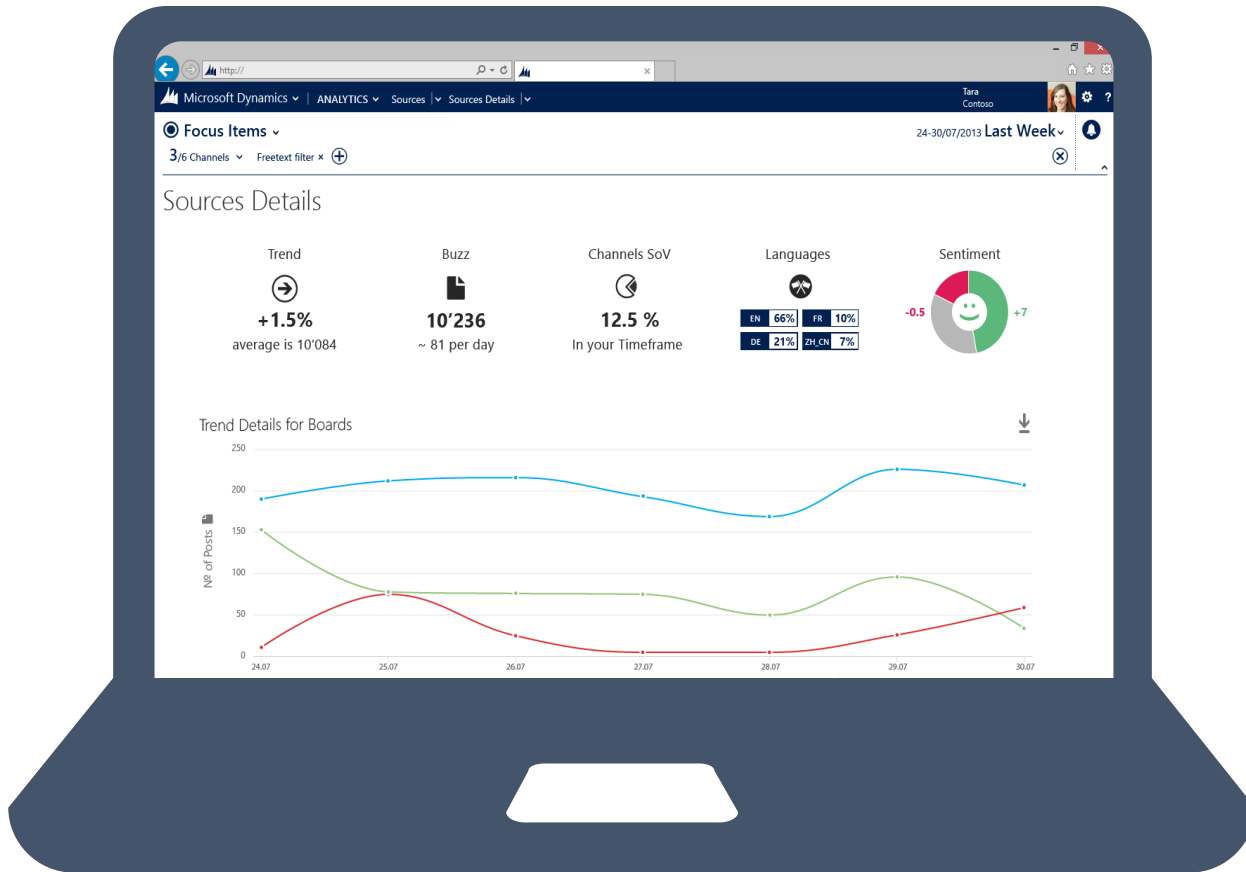 http://
Microsoft Dynamics | ANALYTICS Sources | Sources Details |
Tara
Contoso
?
Focus Items
24-30/07/2013 Last Week
3/6 Channels Freetext filter ×
Sources Details
Trend
+1.5%
average is 10'084
Buzz
10'236
~ 81 per day
Channels SoV
12.5 %
In your Timeframe
Languages
EN 66% FR 10%
DE 21% ZH_CN 7%
Sentiment
-0.5
+7
Trend Details for Boards
Nº of Posts
250
200
150
100
50
0
24.07 25.07 26.07 27.07 28.07 29.07 30.07